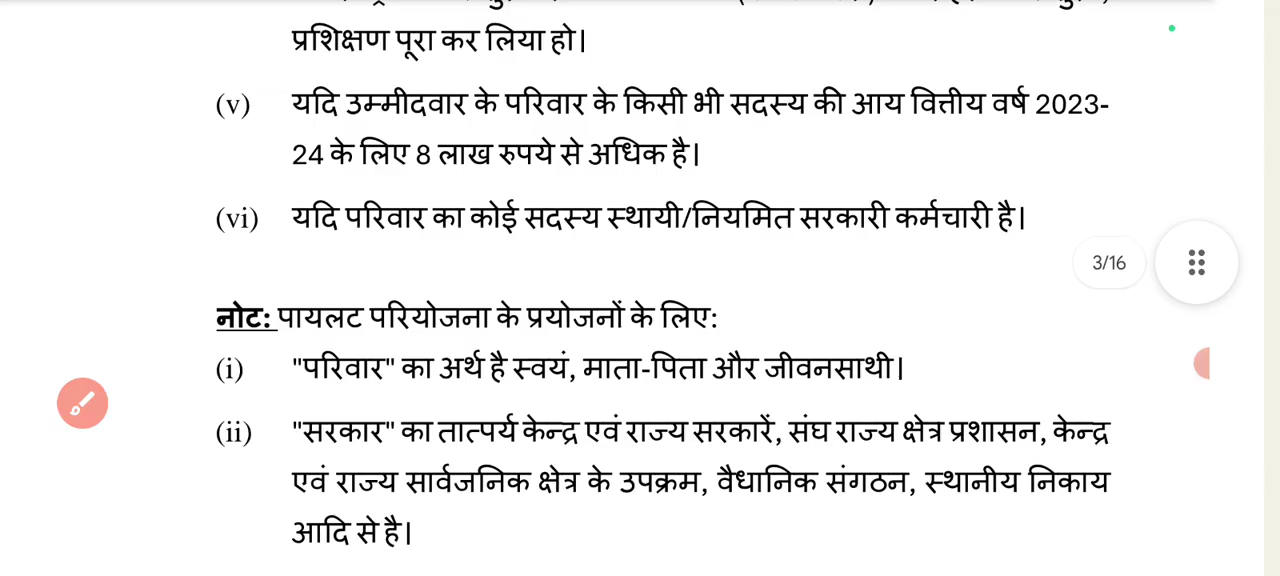 प्रशिक्षण पूरा कर लिया हो।
(v) यदि उम्मीदवार के परिवार के किसी भी सदस्य की आय वित्तीय वर्ष 2023-
24 के लिए 8 लाख रुपये से अधिक है।
(vi) यदि परिवार का कोई सदस्य स्थायी/नियमित सरकारी कर्मचारी है।
3/16
नोट: पायलट परियोजना के प्रयोजनों के लिए:
(i) "परिवार" का अर्थ है स्वयं, माता-पिता और जीवनसाथी।
(ii) "सरकार" का तात्पर्य केन्द्र एवं राज्य सरकारें, संघ राज्य क्षेत्र प्रशासन, केन्द्र
एवं राज्य सार्वजनिक क्षेत्र के उपक्रम, वैधानिक संगठन, स्थानीय निकाय
आदि से है।